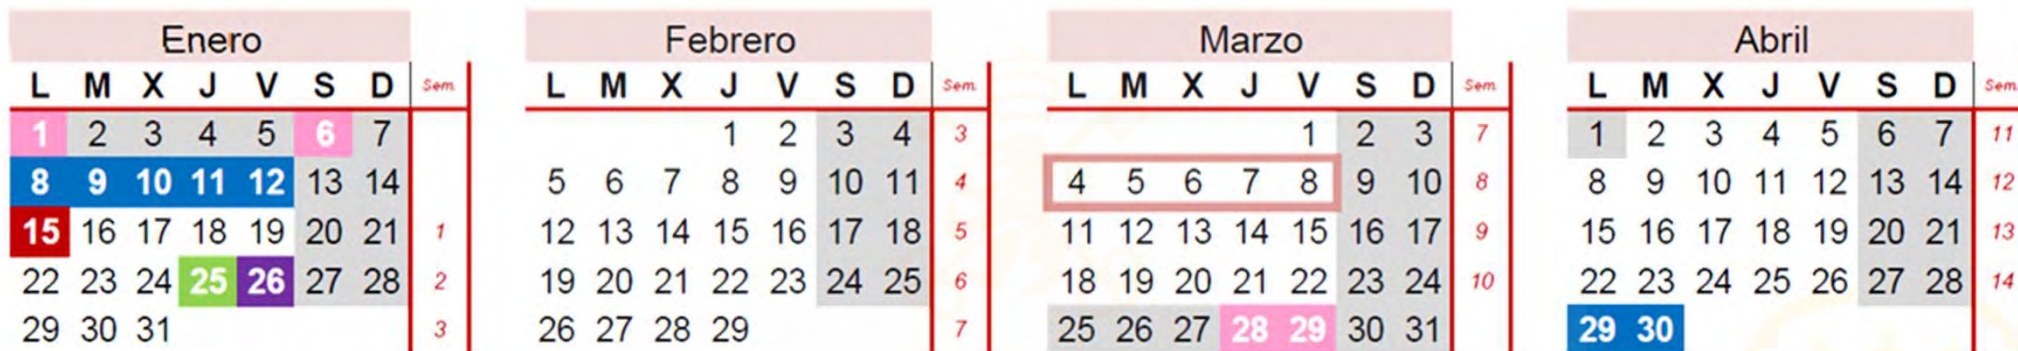 Enero Febrero Marzo Abril
L M X J V S D Sem. L M X J V S D Sem. L M X J V S D Sem. L M X J V S D Sem.
1 2 3 4 5 6 7 1 2 3 4 3 1 2 3 7 1 2 3 4 5 6 7 11
8 9 10 11 12 13 14 5 6 7 8 9 10 11 4 4 5 6 7 8 9 10 8 8 9 10 11 12 13 14 12
15 16 17 18 19 20 21 1 12 13 14 15 16 17 18 5 11 12 13 14 15 16 17 9 15 16 17 18 19 20 21 13
22 23 24 25 26 27 28 2 19 20 21 22 23 24 25 6 18 19 20 21 22 23 24 10 22 23 24 25 26 27 28 14
29 30 31 3 26 27 28 29 7 25 26 27 28 29 30 31 29 30